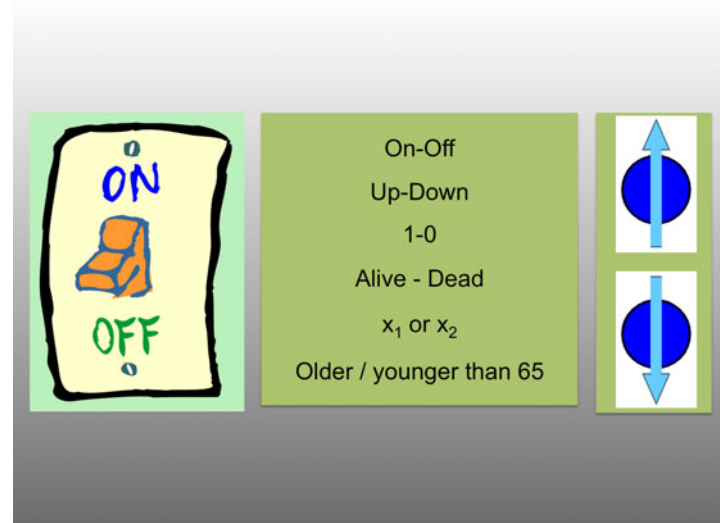 ON
OFF
On-Off
Up-Down
1-0
Alive - Dead
x₁ or x₂
Older / younger than 65